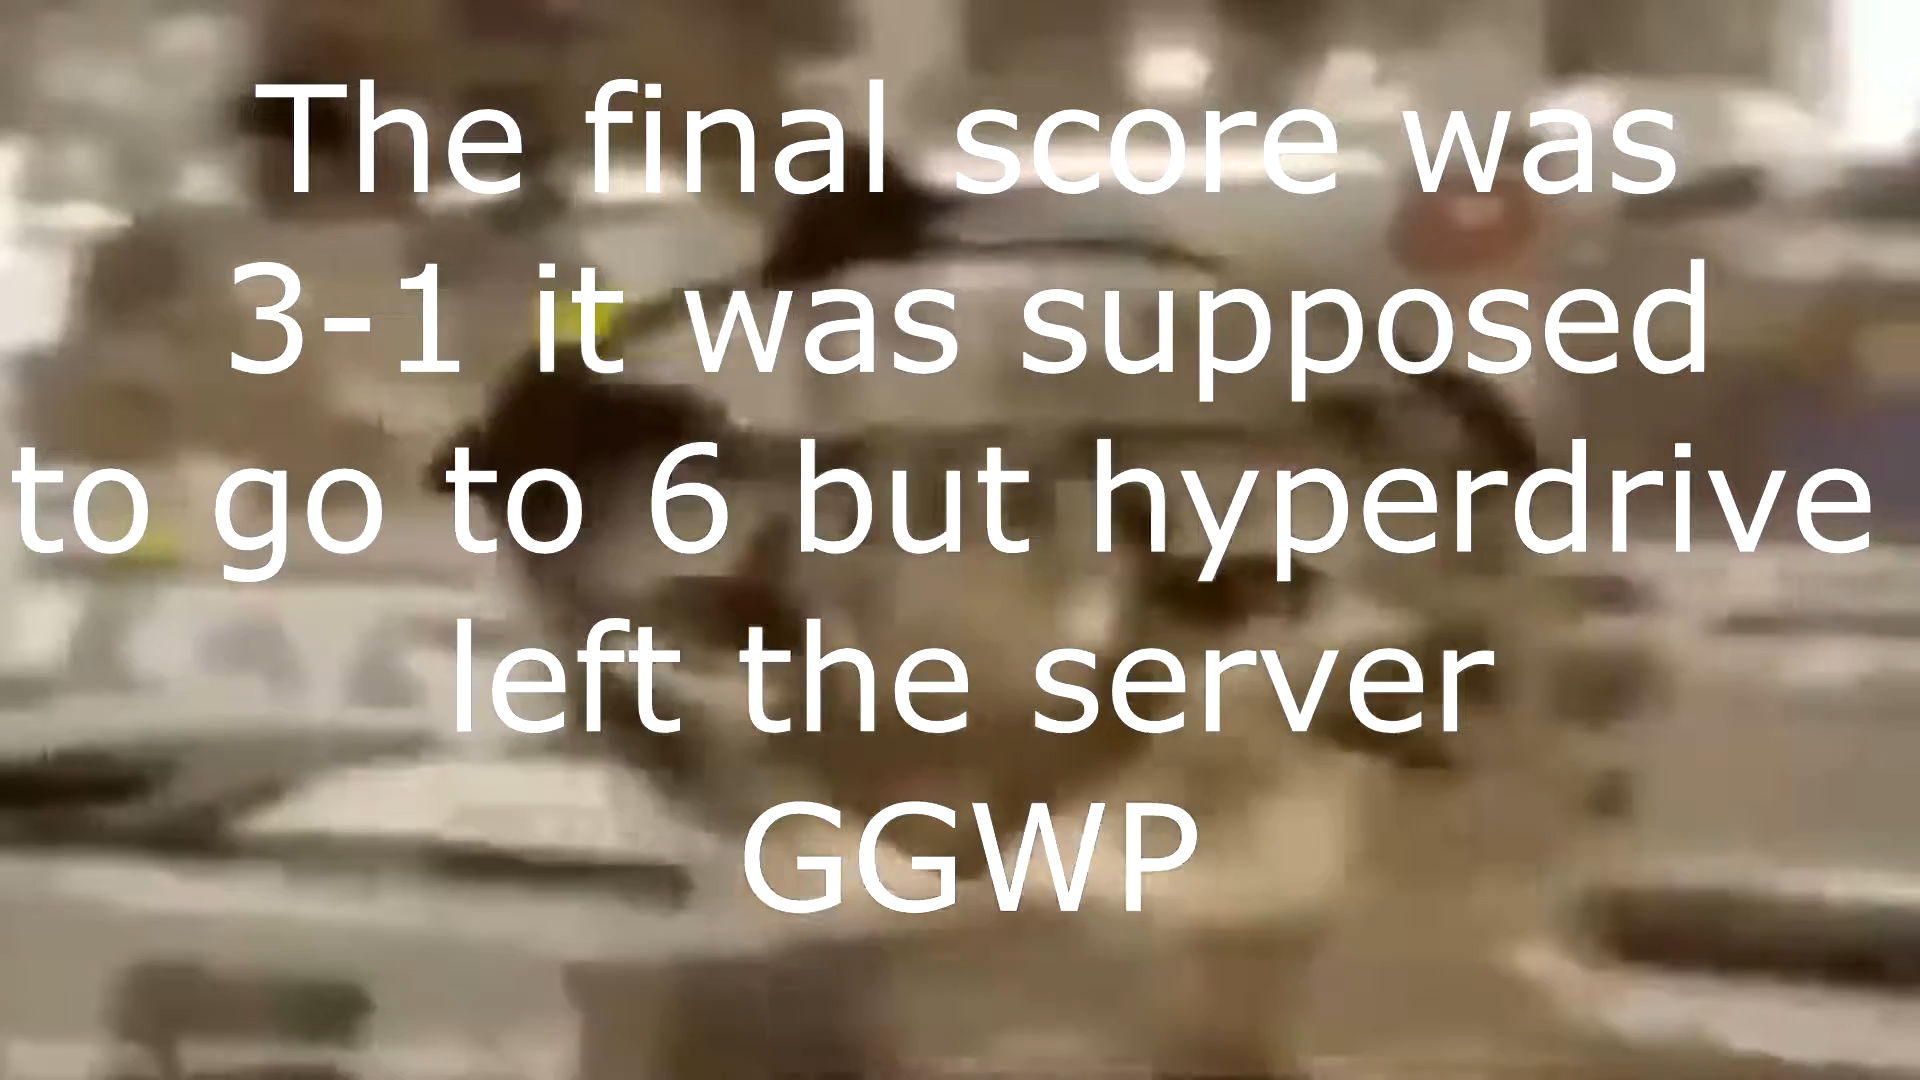 The final score was
3-1 it was supposed
to go to 6 but hyperdrive
left the server
GGWP